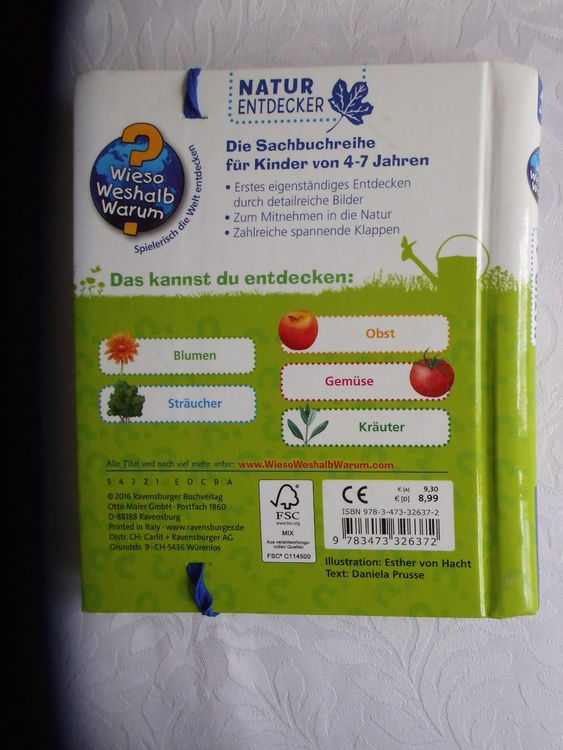 NATUR
ENTDECKER
Die Sachbuchreihe
für Kinder von 4-7 Jahren
• Erstes eigenständiges Entdecken
durch detailreiche Bilder
• Zum Mitnehmen in die Natur
• Zahlreiche spannende Klappen
?
Wieso
Weshalb
Warum
Spielerisch die Welt entdecken
Das kannst du entdecken:
Obst
Blumen
Gemüse
Sträucher
Kräuter
Alle Titel und noch viel mehr unter: www.WiesoWeshalbWarum.com
5 4 3 2 1 E D C B A
© 2016 Ravensburger Buchverlag
Otto Maier GmbH · Postfach 1860
D-88188 Ravensburg
Printed in Italy · www.ravensburger.de
Distr. CH: Carlit + Ravensburger AG
Grundstr. 9 · CH-5436 Würenlos
FSC
www.fsc.org
MIX
Aus verantwortungs-
vollen Quellen
FSC® C114500
CE
€ [A] 9,30
€ [D] 8,99
ISBN 978-3-473-32637-2
9 783473 326372
Illustration: Esther von Hacht
Text: Daniela Prusse